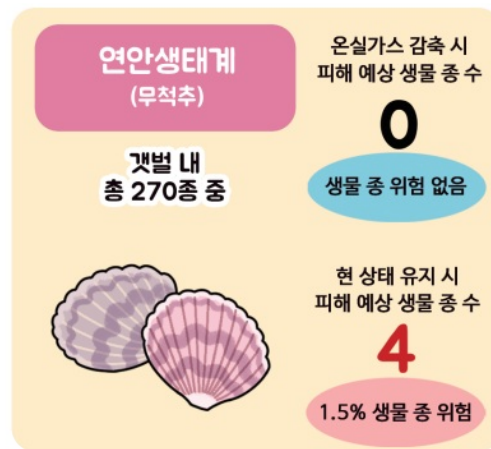 연안생태계
(무척추)
갯벌 내
총 270종 중
온실가스 감축 시
피해 예상 생물 종 수
0
생물 종 위험 없음
현 상태 유지 시
피해 예상 생물 종 수
4
1.5% 생물 종 위험